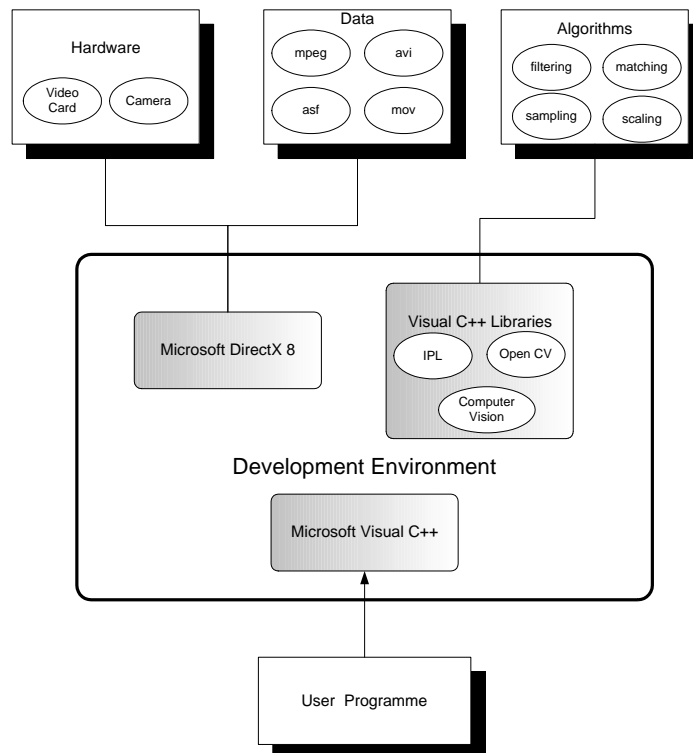 Hardware
Video
Card
Camera
Data
mpeg
avi
asf
mov
Algorithms
filtering
matching
sampling
scaling
Microsoft DirectX 8
Visual C++ Libraries
IPL
Open CV
Computer
Vision
Development Environment
Microsoft Visual C++
User Programme